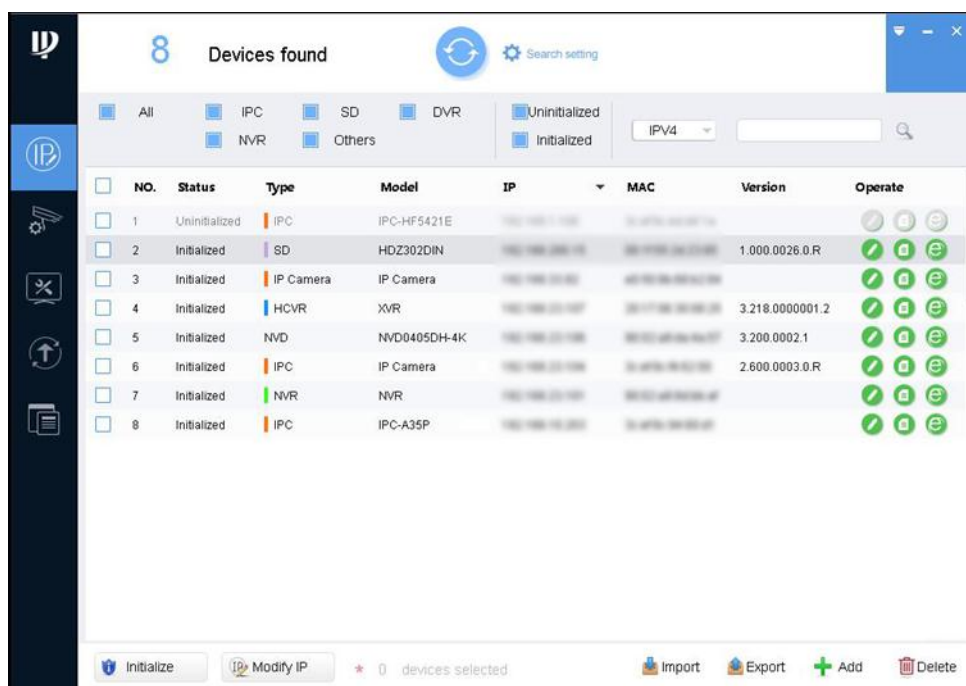 8 Devices found Search setting
All IPC SD DVR Uninitialized
NVR Others Initialized IPV4
NO. Status Type Model IP MAC Version Operate
1 Uninitialized IPC IPC-HF5421E
2 Initialized SD HDZ302DIN 1.000.0026.0.R
3 Initialized IP Camera IP Camera
4 Initialized HCVR XVR 3.218.0000001.2
5 Initialized NVD NVD0405DH-4K 3.200.0002.1
6 Initialized IPC IP Camera 2.600.0003.0.R
7 Initialized NVR NVR
8 Initialized IPC IPC-A35P
Initialize Modify IP * 0 devices selected Import Export Add Delete